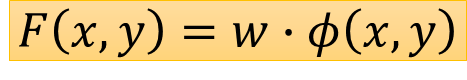 F(x, y) = w · ϕ(x, y)